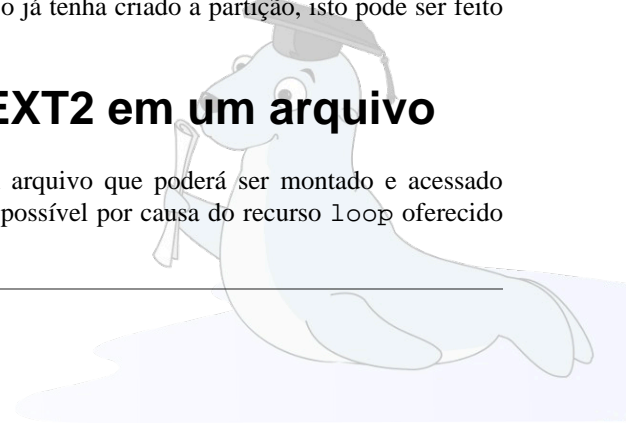 o já tenha criado a partição, isto pode ser feito
EXT2 em um arquivo
arquivo que poderá ser montado e acessado
possível por causa do recurso loop oferecido